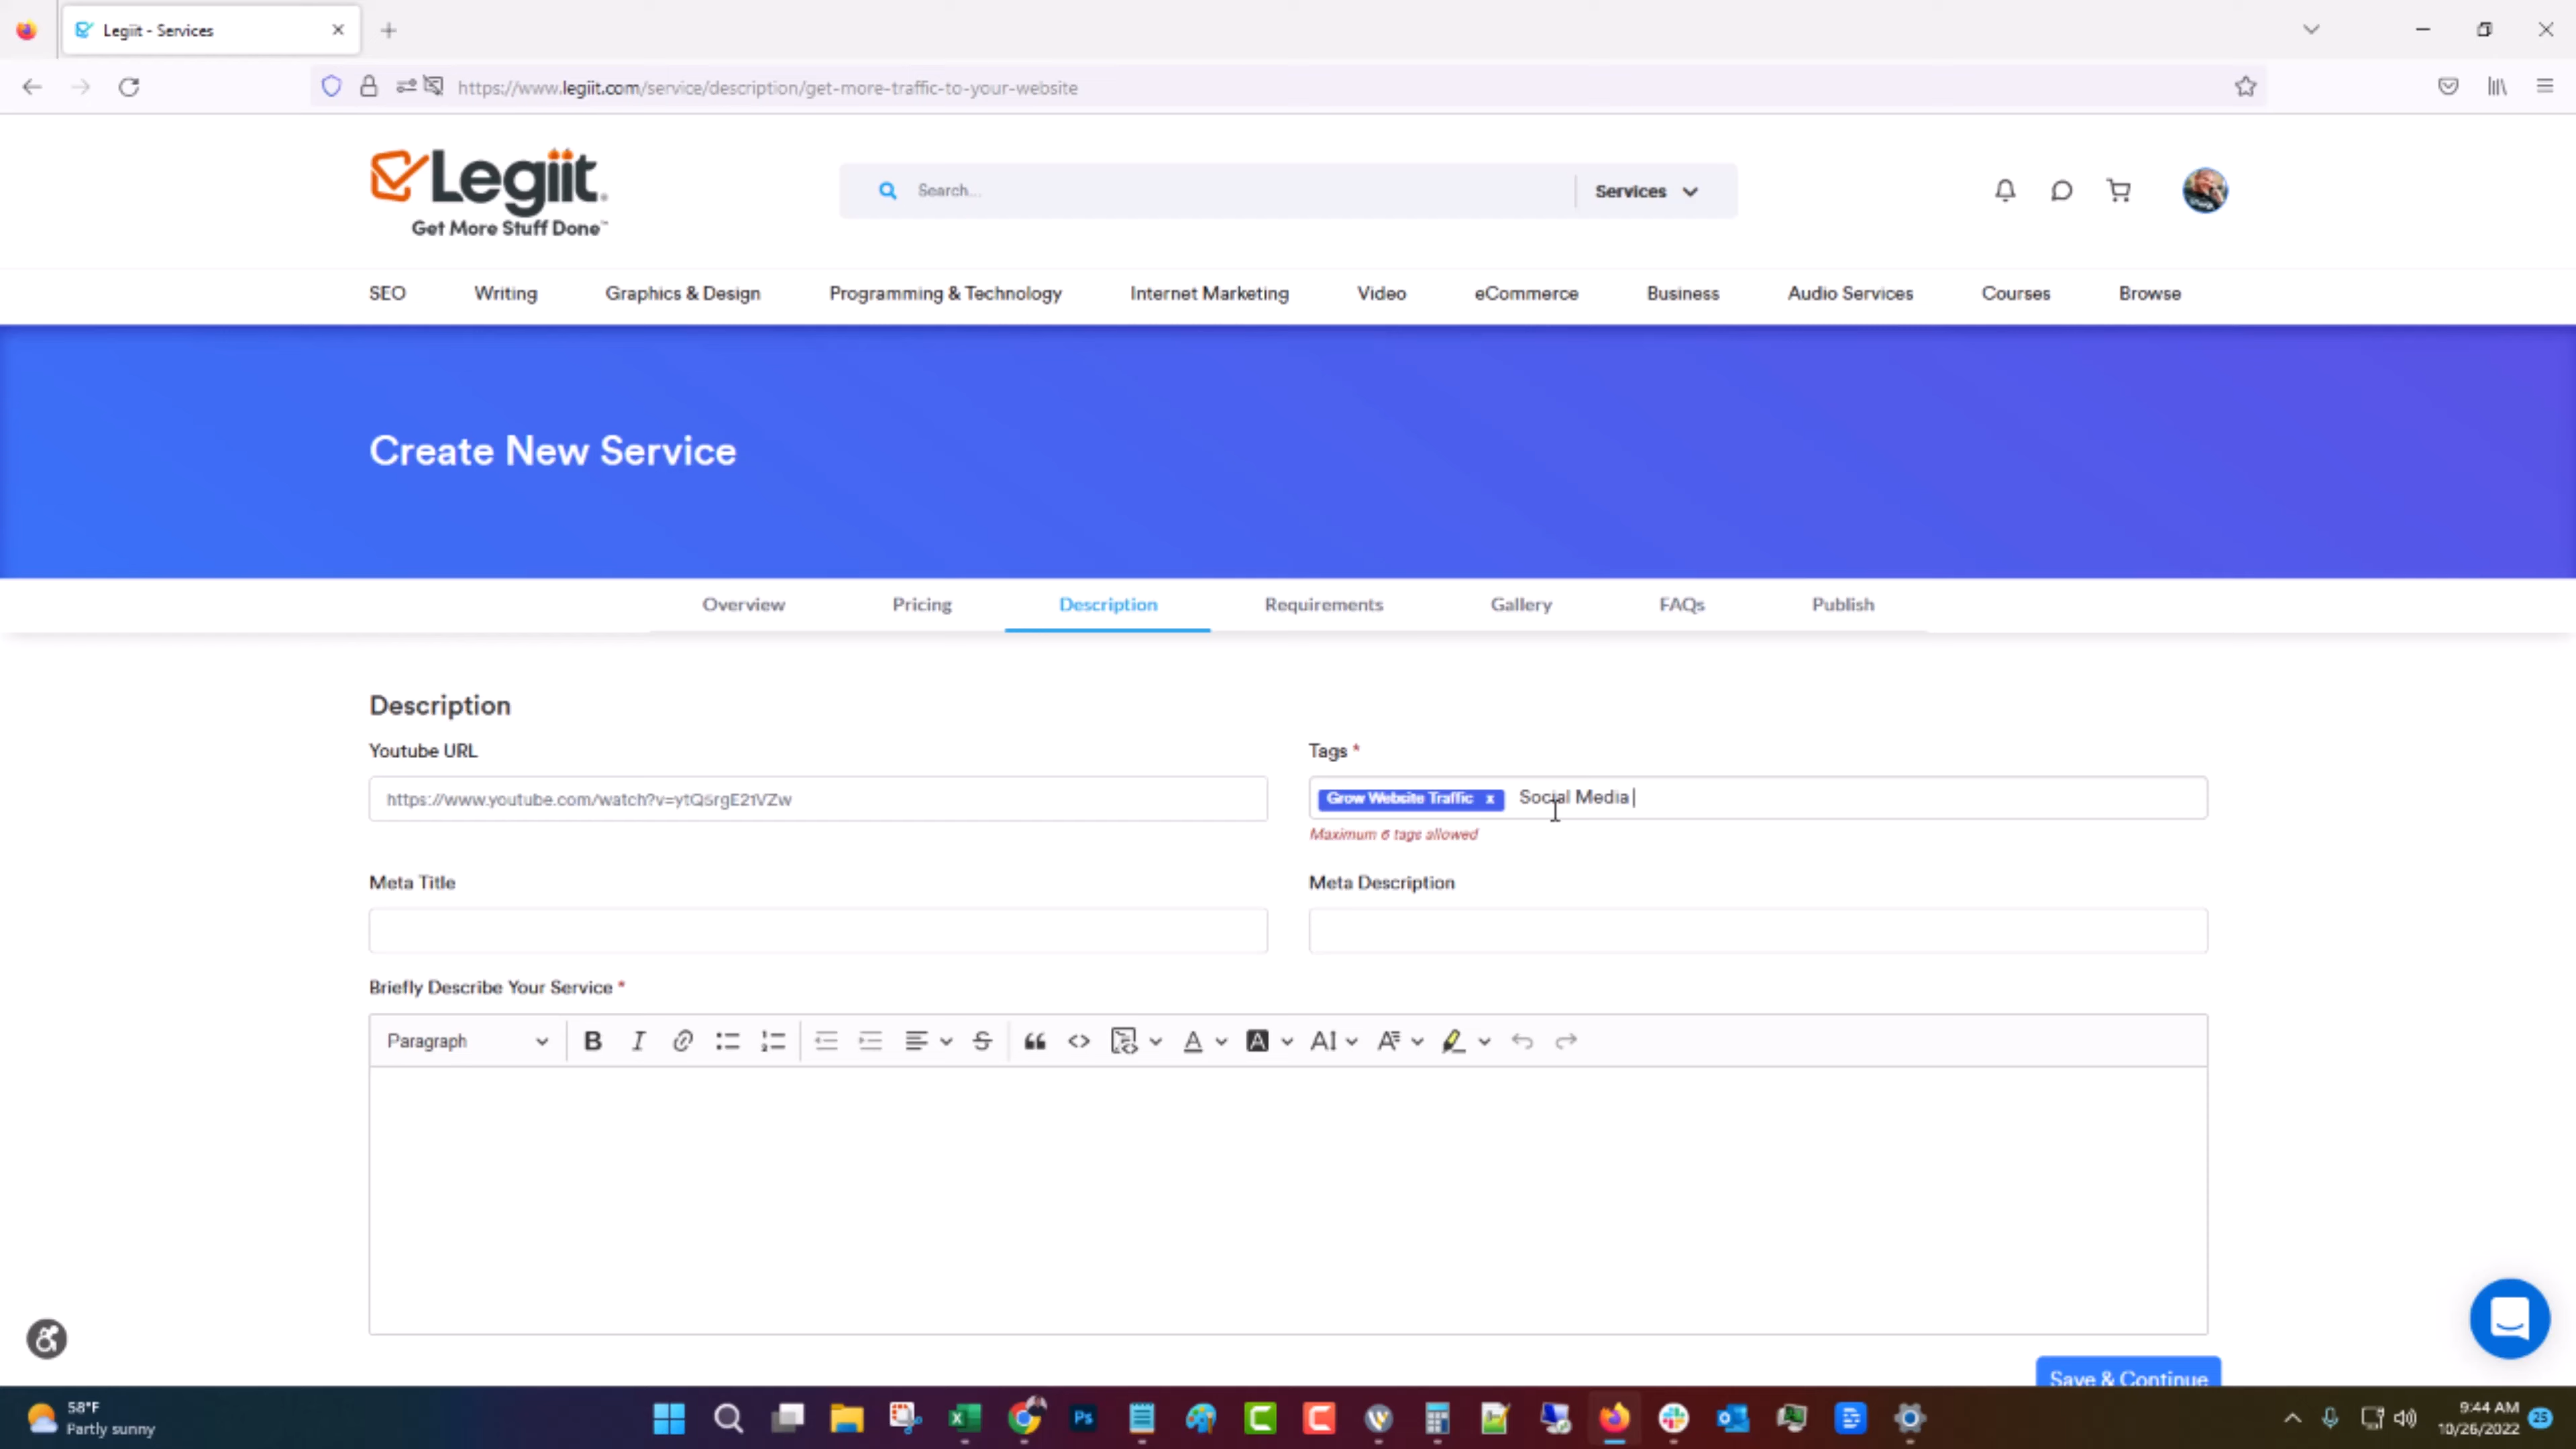 Legiit - Services
https://www.legiit.com/service/description/get-more-traffic-to-your-website
Legiit.
Get More Stuff Done™
Search...
Services
SEO Writing Graphics & Design Programming & Technology Internet Marketing Video eCommerce Business Audio Services Courses Browse
Create New Service
Overview Pricing Description Requirements Gallery FAQs Publish
Description
Youtube URL
Tags *
https://www.youtube.com/watch?v=ytQ5rgE21VZw
Grow Website Traffic x Social Media
Maximum 6 tags allowed
Meta Title
Meta Description
Briefly Describe Your Service *
Paragraph
Save & Continue
58°F
Partly sunny
Ps
9:44 AM
10/26/2022
25